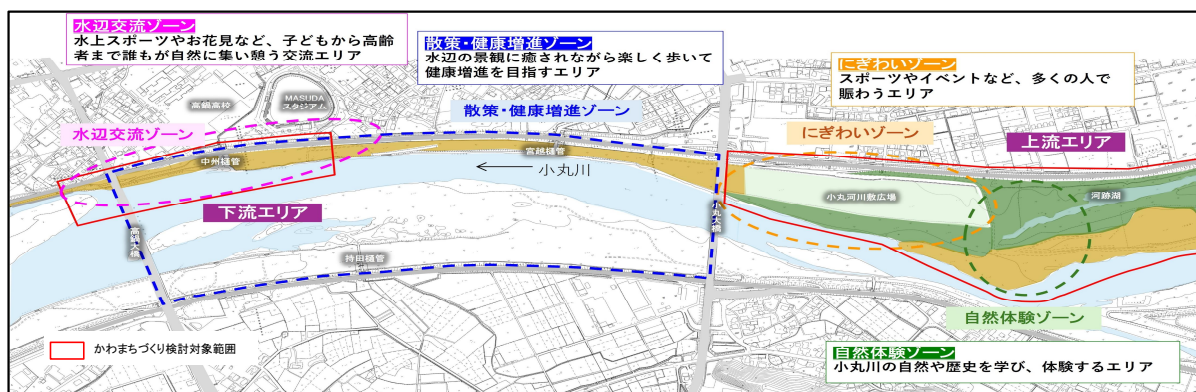 水辺交流ゾーン
水上スポーツやお花見など、子どもから高齢
者まで誰もが自然に集い憩う交流エリア
散策・健康増進ゾーン
水辺の景観に癒されながら楽しく歩いて
健康増進を目指すエリア
にぎわいゾーン
スポーツやイベントなど、多くの人で
賑わうエリア
高鍋高校
MASUDA
スタジアム
水辺交流ゾーン
散策・健康増進ゾーン
にぎわいゾーン
上流エリア
中州樋管
宮越樋管
小丸川
小丸河川敷広場
河跡湖
下流エリア
高鍋大橋
小丸大橋
持田樋管
自然体験ゾーン
かわまちづくり検討対象範囲
自然体験ゾーン
小丸川の自然や歴史を学び、体験するエリア